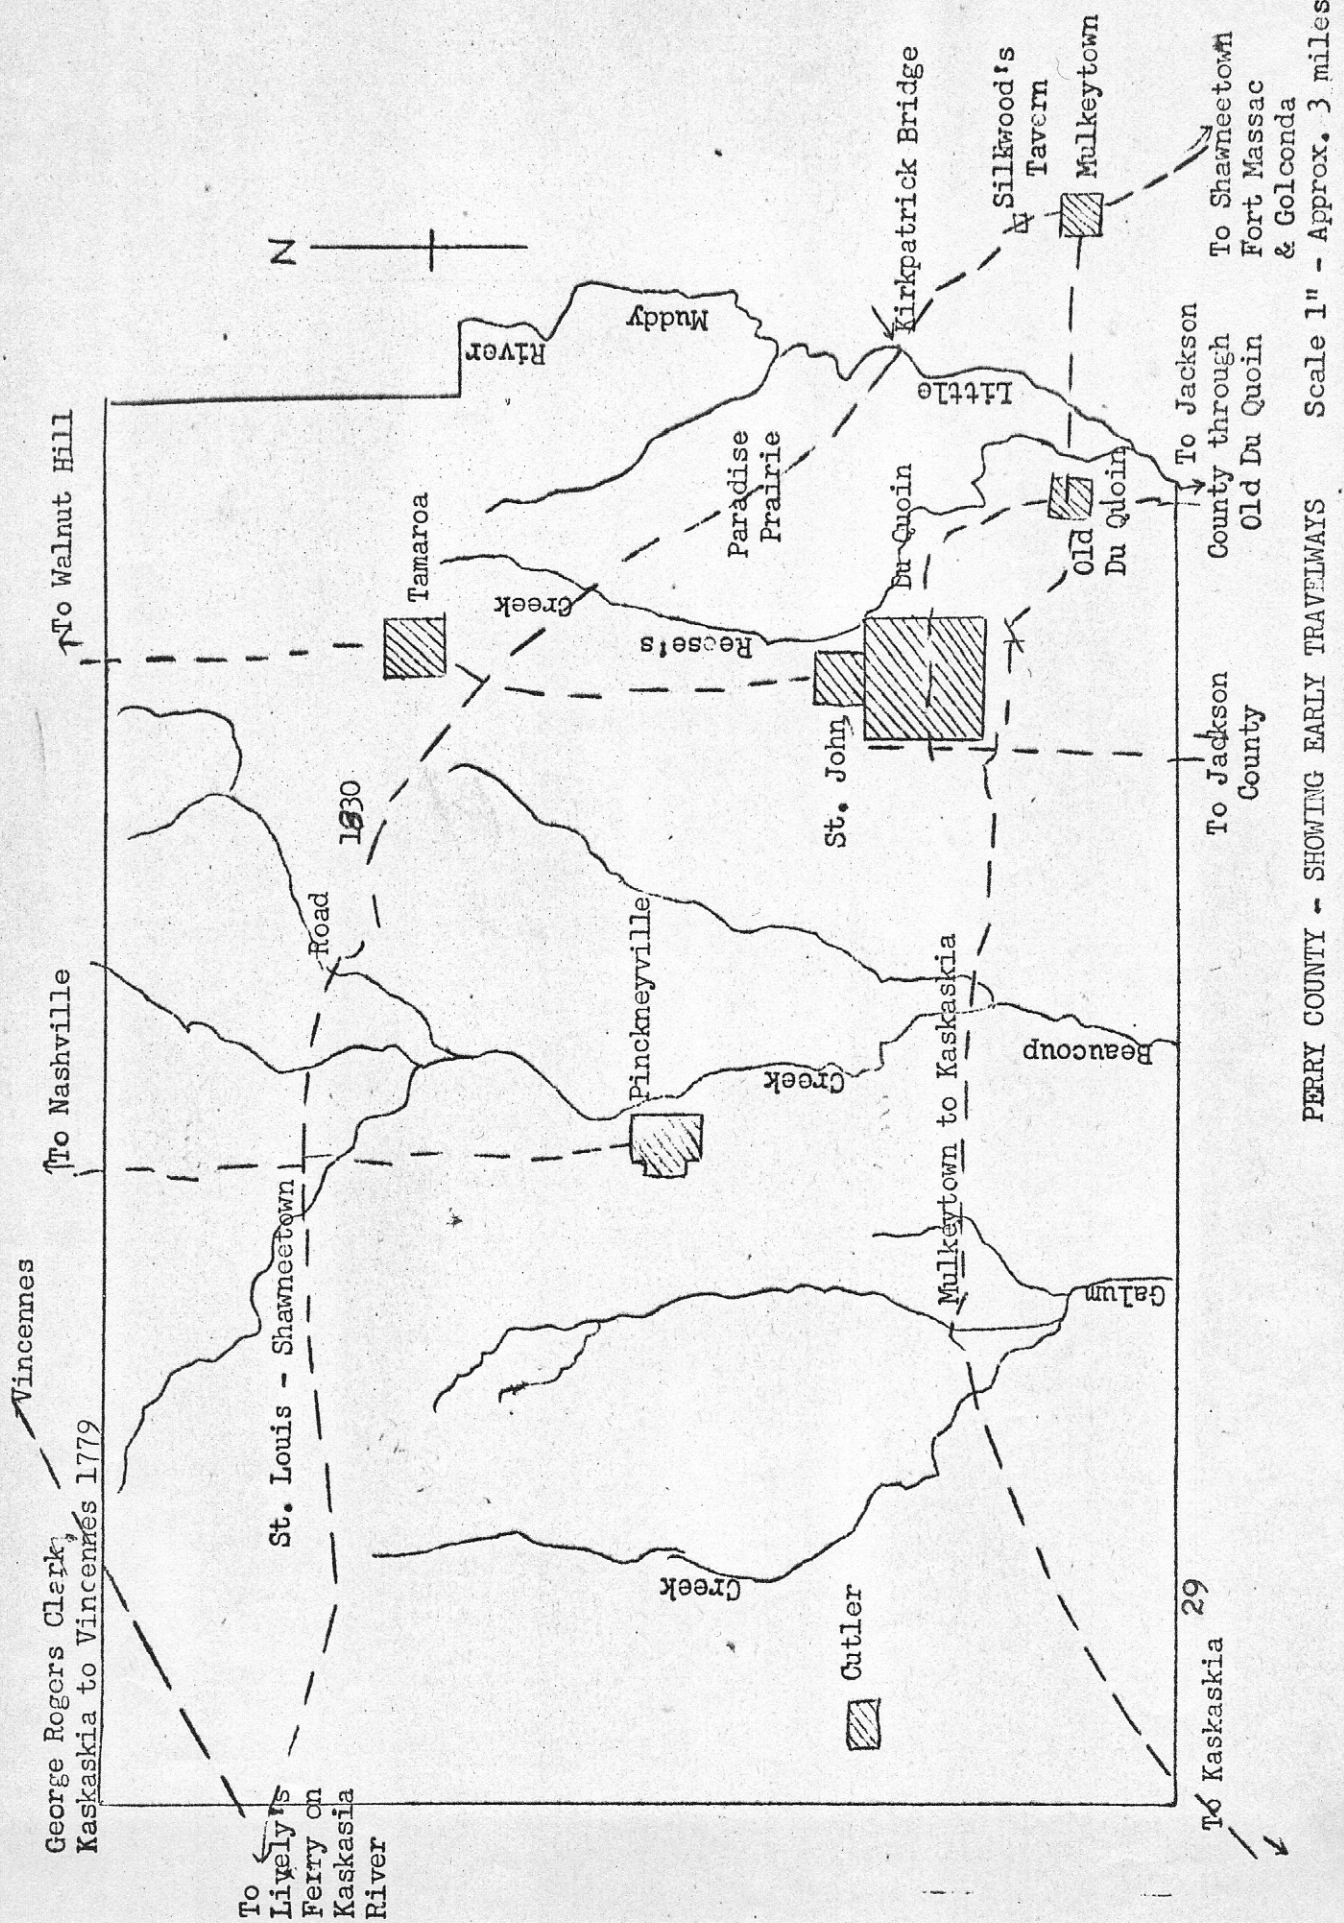 George Rogers Clark,
Kaskaskia to Vincennes 1779
Vincennes
To Nashville
To Walnut Hill
N
To
Lively's
Ferry on
Kaskasia
River
St. Louis - Shawneetown
Road
1830
Tamaroa
River
Muddy
Creek
Reese's
Paradise
Prairie
Kirkpatrick Bridge
Pinckneyville
Creek
Creek
Cutler
St. John
Du Quoin
Little
Silkwood's
Tavern
Mulkeytown
Mulkeytown to Kaskaskia
Old
Du Quoin
Beaucoup
Galum
To Kaskaskia
29
To Jackson
County
To Jackson
County through
Old Du Quoin
To Shawneetown
Fort Massac
& Golconda
PERRY COUNTY - SHOWING EARLY TRAVELWAYS
Scale 1" - Approx. 3 miles